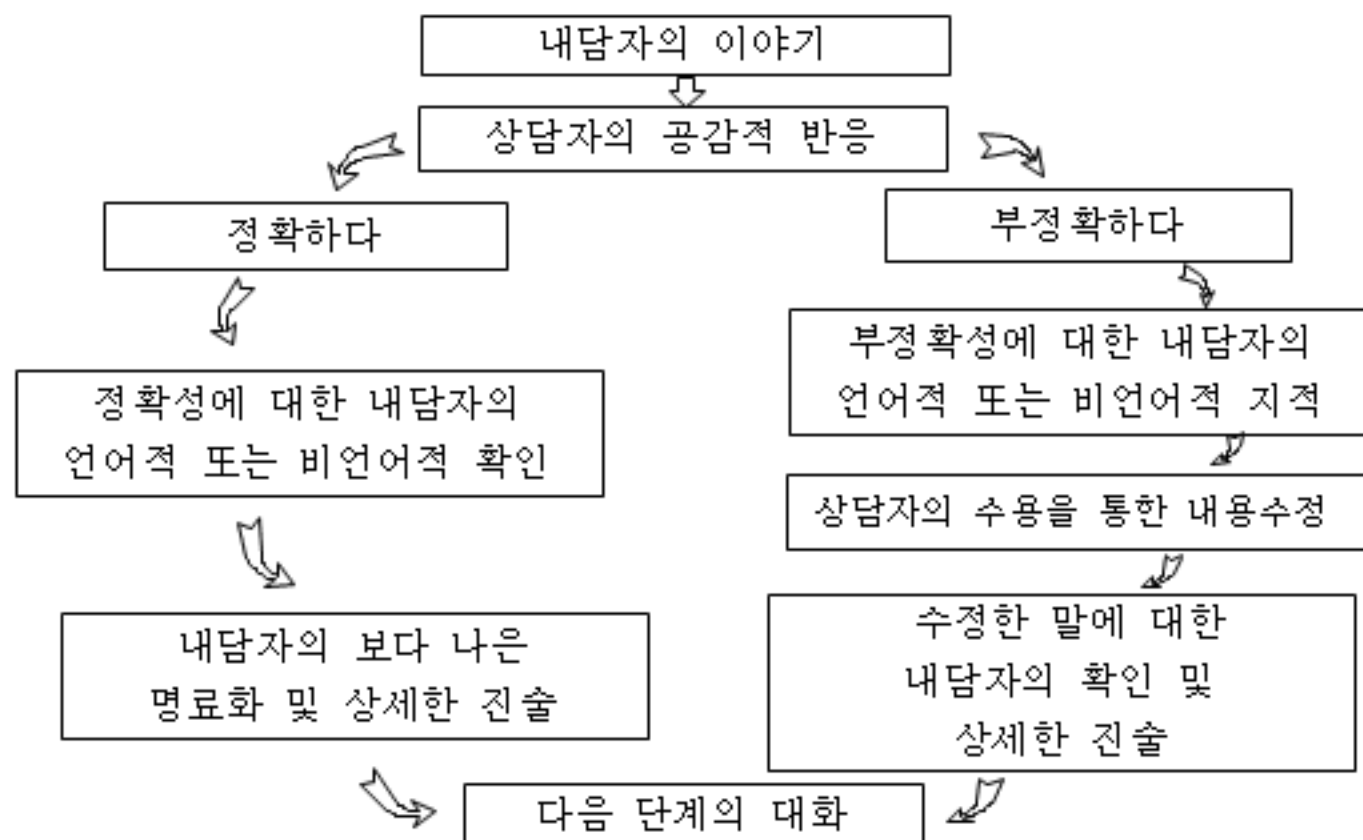 내담자의 이야기
상담자의 공감적 반응
정확하다
부정확하다
정확성에 대한 내담자의
언어적 또는 비언어적 확인
부정확성에 대한 내담자의
언어적 또는 비언어적 지적
상담자의 수용을 통한 내용수정
내담자의 보다 나은
명료화 및 상세한 진술
수정한 말에 대한
내담자의 확인 및
상세한 진술
다음 단계의 대화